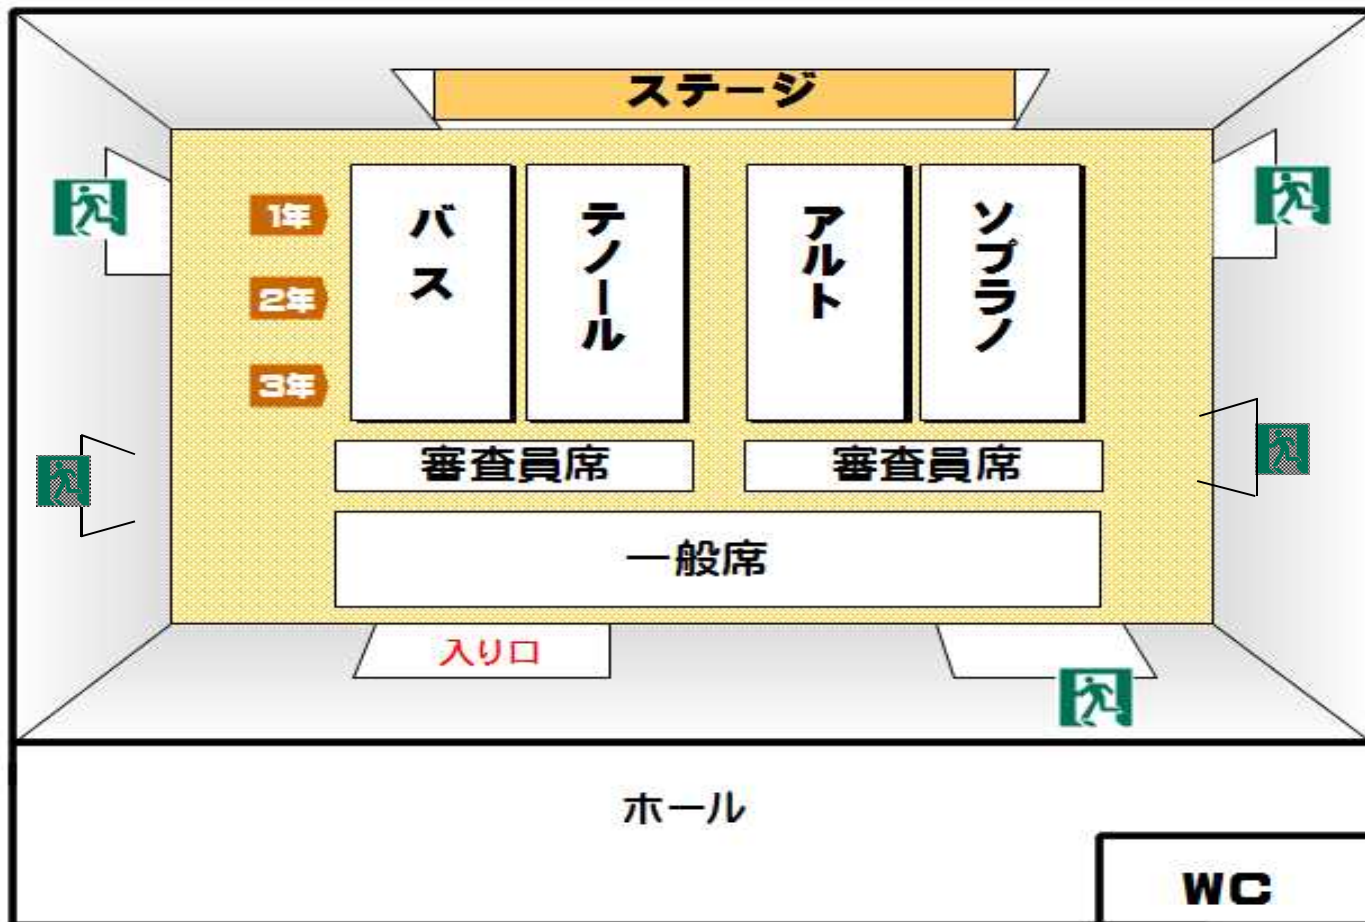 ステージ
1年
2年
3年
バス
テノール
アルト
ソプラノ
審査員席
審査員席
一般席
入り口
ホール
WC